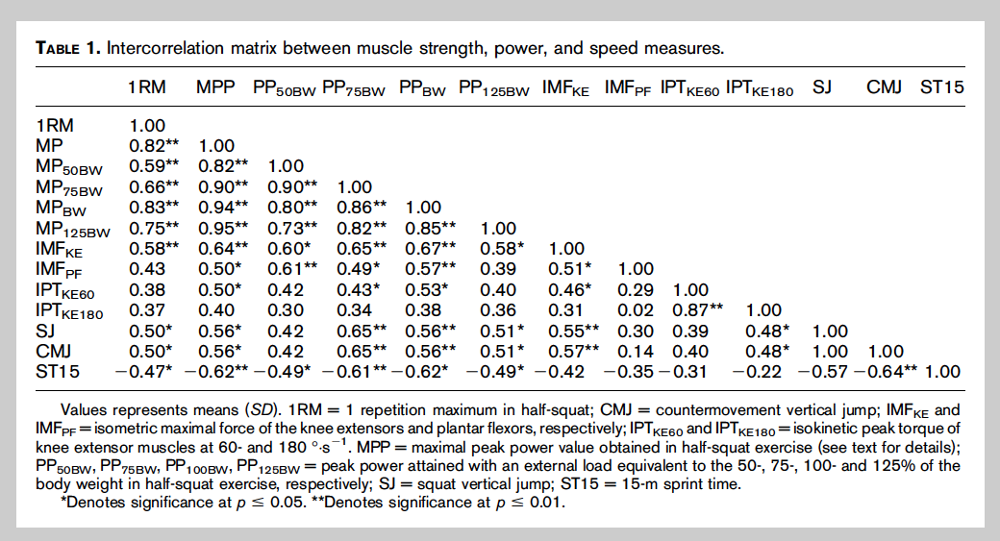 TABLE 1. Intercorrelation matrix between muscle strength, power, and speed measures.
1RM MPP PP50BW PP75BW PPBW PP125BW IMFKE IMFPF IPTKE60 IPTKE180 SJ CMJ ST15
1RM 1.00
MP 0.82** 1.00
MP50BW 0.59** 0.82** 1.00
MP75BW 0.66** 0.90** 0.90** 1.00
MPBW 0.83** 0.94** 0.80** 0.86** 1.00
MP125BW 0.75** 0.95** 0.73** 0.82** 0.85** 1.00
IMFKE 0.58** 0.64** 0.60* 0.65** 0.67** 0.58* 1.00
IMFPF 0.43 0.50* 0.61** 0.49* 0.57** 0.39 0.51* 1.00
IPTKE60 0.38 0.50* 0.42 0.43* 0.53* 0.40 0.46* 0.29 1.00
IPTKE180 0.37 0.40 0.30 0.34 0.38 0.36 0.31 0.02 0.87** 1.00
SJ 0.50* 0.56* 0.42 0.65** 0.56** 0.51* 0.55** 0.30 0.39 0.48* 1.00
CMJ 0.50* 0.56* 0.42 0.65** 0.56** 0.51* 0.57** 0.14 0.40 0.48* 1.00 1.00
ST15 −0.47* −0.62** −0.49* −0.61** −0.62* −0.49* −0.42 −0.35 −0.31 −0.22 −0.57 −0.64** 1.00
Values represents means (SD). 1RM = 1 repetition maximum in half-squat; CMJ = countermovement vertical jump; IMFKE and
IMFPF = isometric maximal force of the knee extensors and plantar flexors, respectively; IPTKE60 and IPTKE180 = isokinetic peak torque of
knee extensor muscles at 60- and 180 °·s−1. MPP = maximal peak power value obtained in half-squat exercise (see text for details);
PP50BW, PP75BW, PP100BW, PP125BW = peak power attained with an external load equivalent to the 50-, 75-, 100- and 125% of the
body weight in half-squat exercise, respectively; SJ = squat vertical jump; ST15 = 15-m sprint time.
*Denotes significance at p ≤ 0.05. **Denotes significance at p ≤ 0.01.